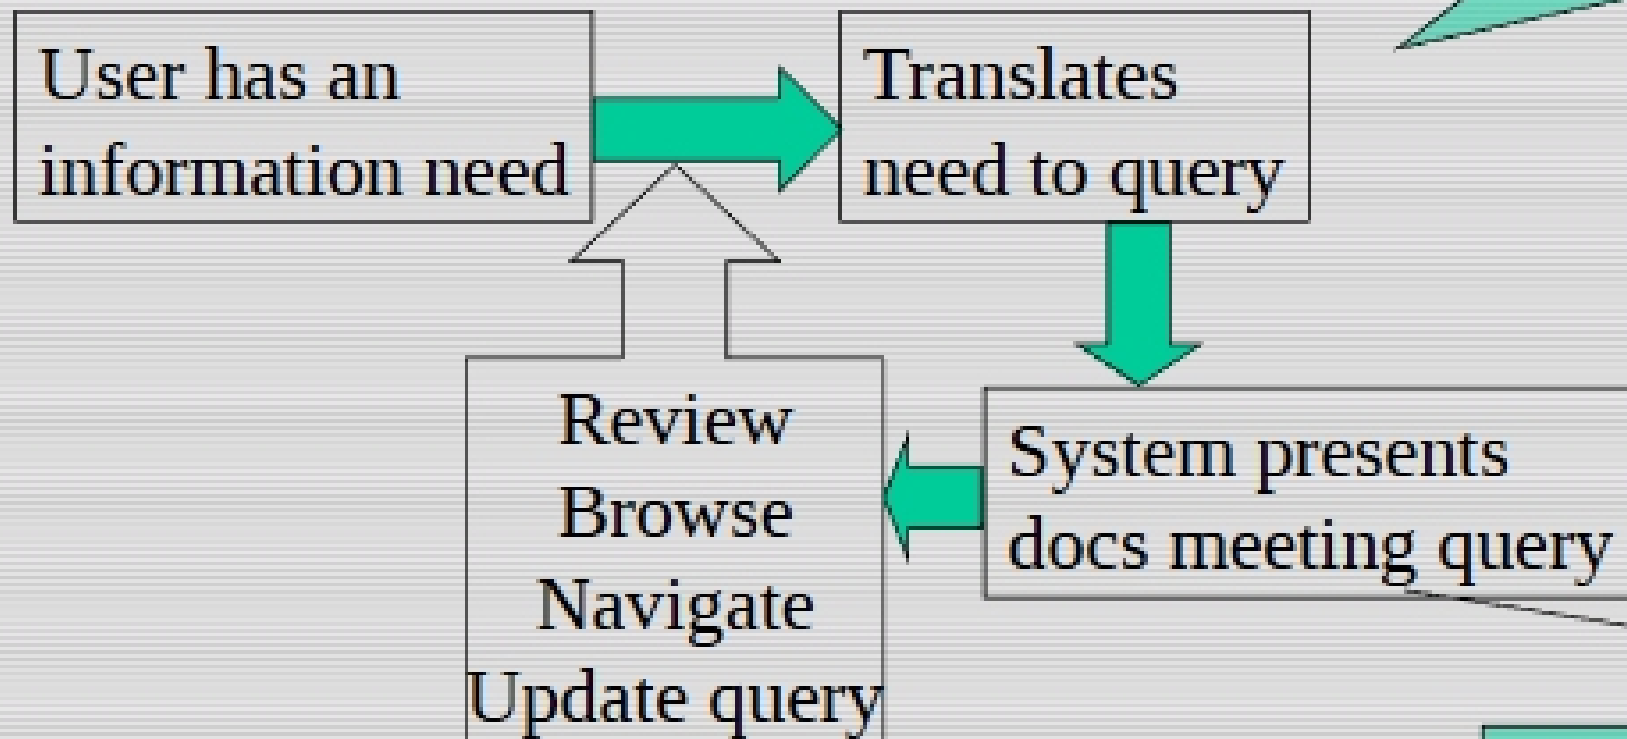 User has an
information need
Translates
need to query
System presents
docs meeting query
Review
Browse
Navigate
Update query